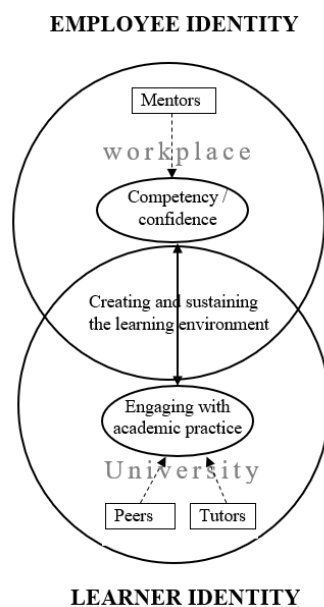 EMPLOYEE IDENTITY
Mentors
workplace
Competency /
confidence
Creating and sustaining
the learning environment
Engaging with
academic practice
University
Peers
Tutors
LEARNER IDENTITY